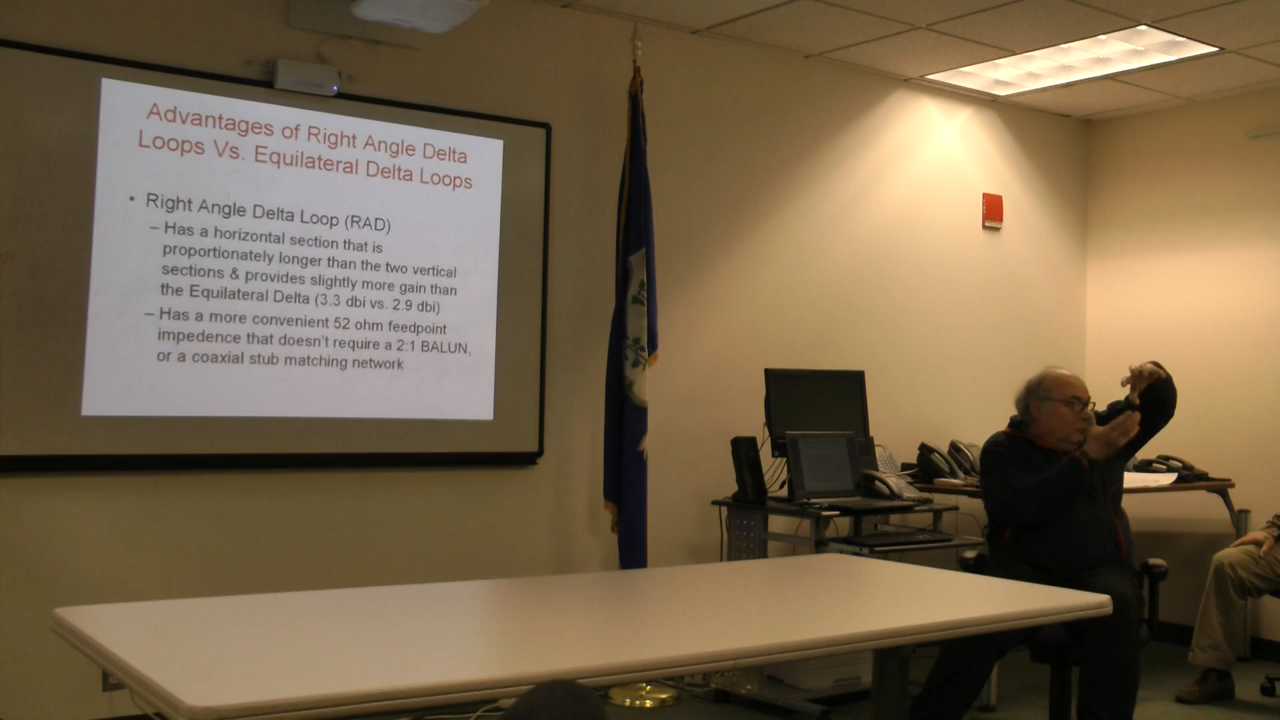 Advantages of Right Angle Delta
Loops Vs. Equilateral Delta Loops
• Right Angle Delta Loop (RAD)
– Has a horizontal section that is
proportionately longer than the two vertical
sections & provides slightly more gain than
the Equilateral Delta (3.3 dbi vs. 2.9 dbi)
– Has a more convenient 52 ohm feedpoint
impedence that doesn't require a 2:1 BALUN,
or a coaxial stub matching network